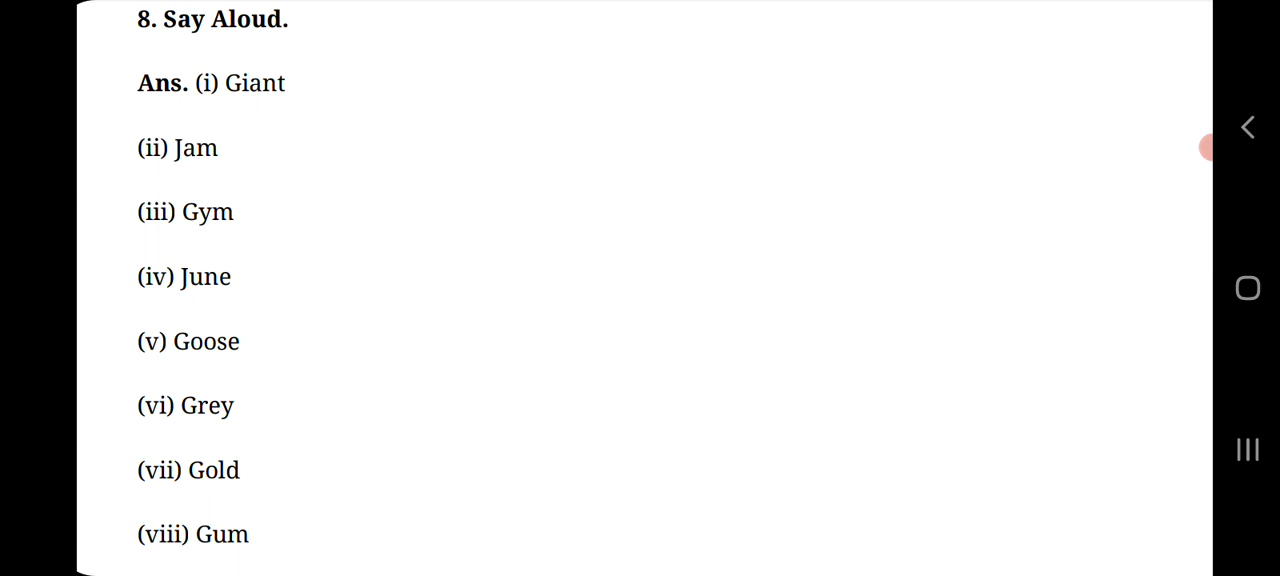 8. Say Aloud.
Ans. (i) Giant
(ii) Jam
(iii) Gym
(iv) June
(v) Goose
(vi) Grey
(vii) Gold
(viii) Gum